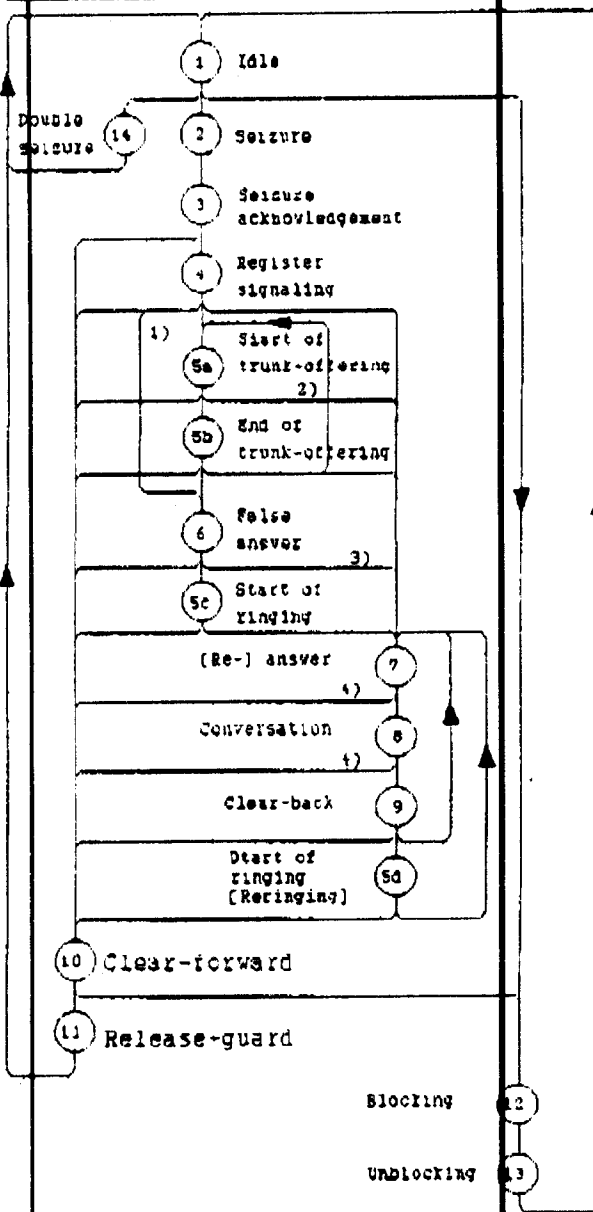 1 Idle
Double
seizure 14
2 Seizure
3 Seizure
acknowledgement
4 Register
signaling
1)
5a Start of
trunk-offering
2)
5b End of
trunk-offering
6 False
answer
3)
5c Start of
ringing
[Re-] answer 7
4)
Conversation 8
4)
Clear-back 9
Dtart of
ringing
[Reringing] 5d
10 Clear-forward
11 Release-guard
Blocking 12
Unblocking 13